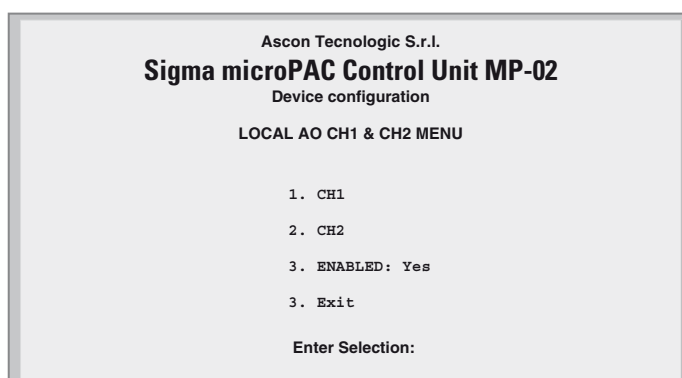 Ascon Tecnologic S.r.l.
Sigma microPAC Control Unit MP-02
Device configuration
LOCAL AO CH1 & CH2 MENU
1. CH1
2. CH2
3. ENABLED: Yes
3. Exit
Enter Selection: